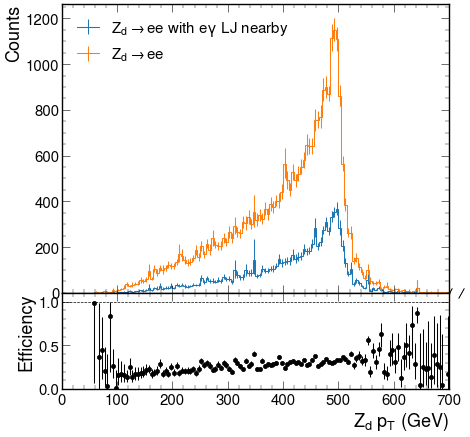 Counts
1200
1000
800
600
400
200
0
Z_d→ee with eγ LJ nearby
Z_d→ee
Efficiency
1.0
0.5
0.0
0 100 200 300 400 500 600 700
Z_d p_T (GeV)